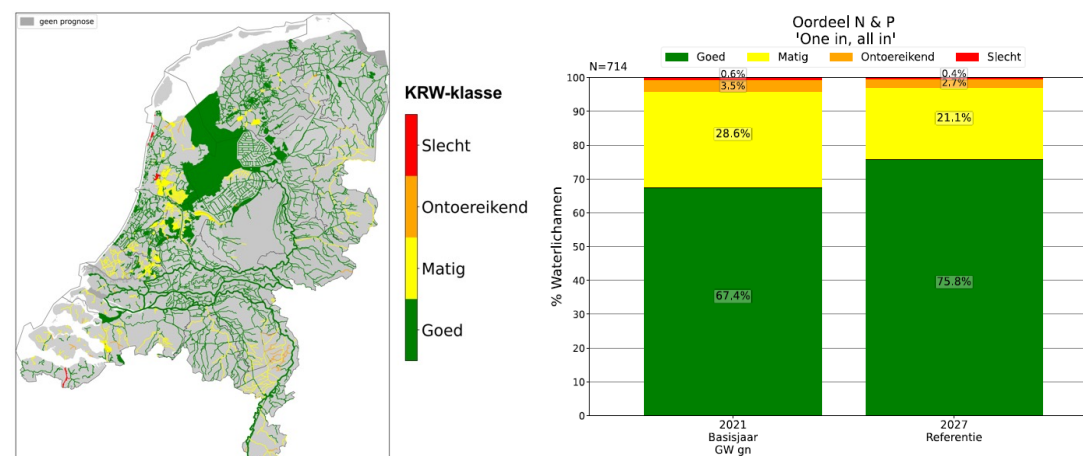 geen prognose
KRW-klasse
Slecht
Ontoereikend
Matig
Goed
Oordeel N & P
'One in, all in'
Goed Matig Ontoereikend Slecht
N=714
100
90
80
70
60
50
40
30
20
10
0
% Waterlichamen
0.6%
3.5%
28.6%
67.4%
0.4%
2.7%
21.1%
75.8%
2021
Basisjaar
GW gn
2027
Referentie